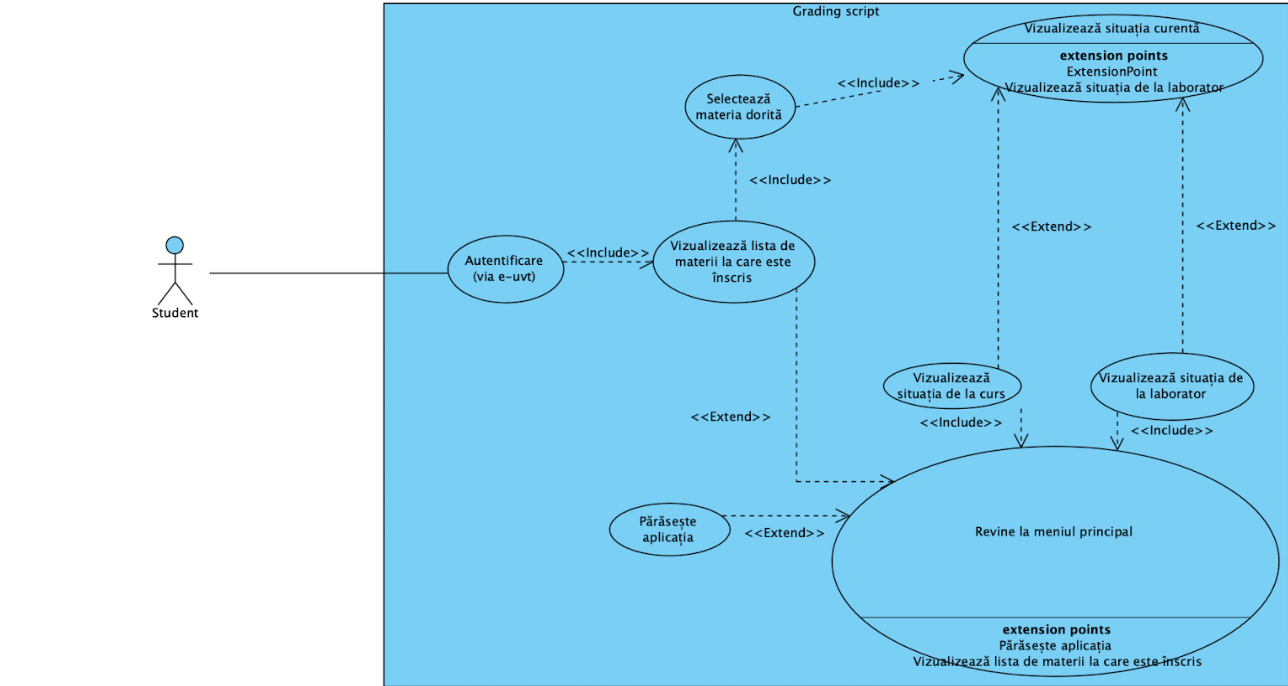 Grading script
Vizualizează situația curentă
extension points
ExtensionPoint
Vizualizează situația de la laborator
<<Include>>
Selectează
materia dorită
<<Include>>
<<Extend>>
<<Extend>>
Student
Autentificare
(via e-uvt)
<<Include>>
Vizualizează lista de
materii la care este
înscris
Vizualizează
situația de la curs
Vizualizează situația de
la laborator
<<Extend>>
<<Include>>
<<Include>>
Părăsește
aplicația
<<Extend>>
Revine la meniul principal
extension points
Părăsește aplicația
Vizualizează lista de materii la care este înscris